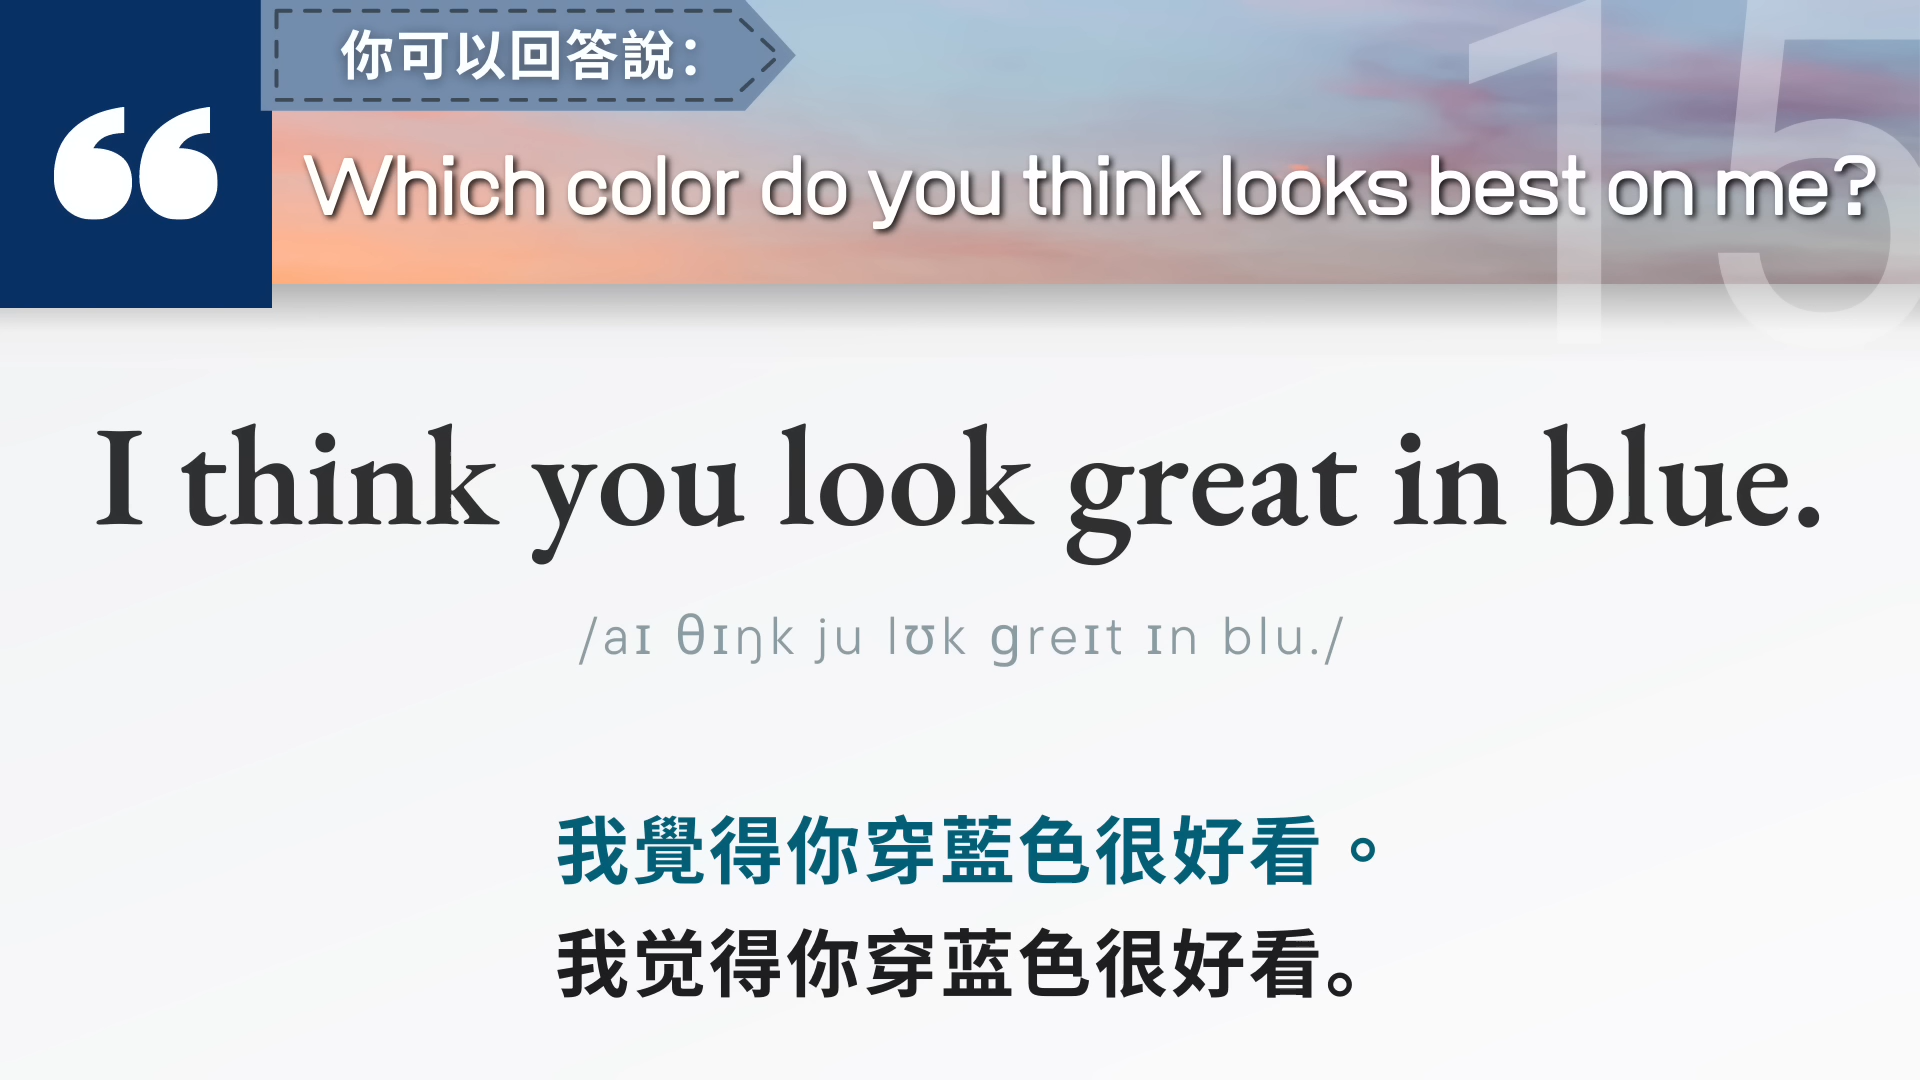 你可以回答說：
15
Which color do you think looks best on me?
I think you look great in blue.
/aɪ θɪŋk ju lʊk greɪt ɪn blu./
我覺得你穿藍色很好看。
我觉得你穿蓝色很好看。